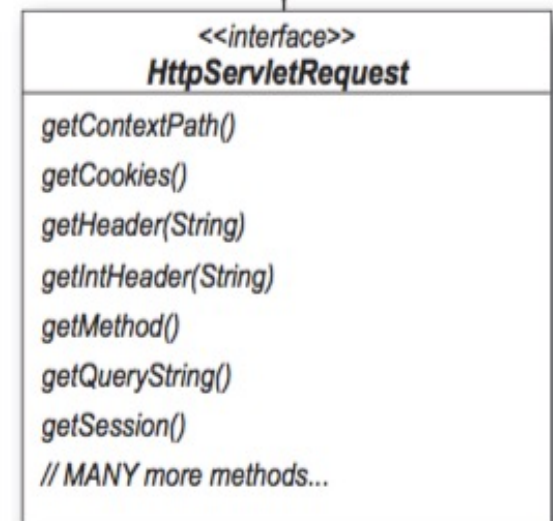 <<interface>>
HttpServletRequest
getContextPath()
getCookies()
getHeader(String)
getIntHeader(String)
getMethod()
getQueryString()
getSession()
// MANY more methods...